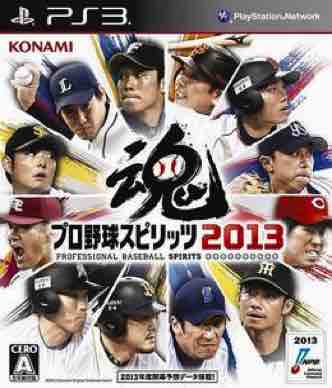 PS3
PlayStation Network
KONAMI
魂
プロ野球スピリッツ2013
PROFESSIONAL BASEBALL SPIRITS
CERO
A
2013
NPB
2013年度開幕予想データ搭載!